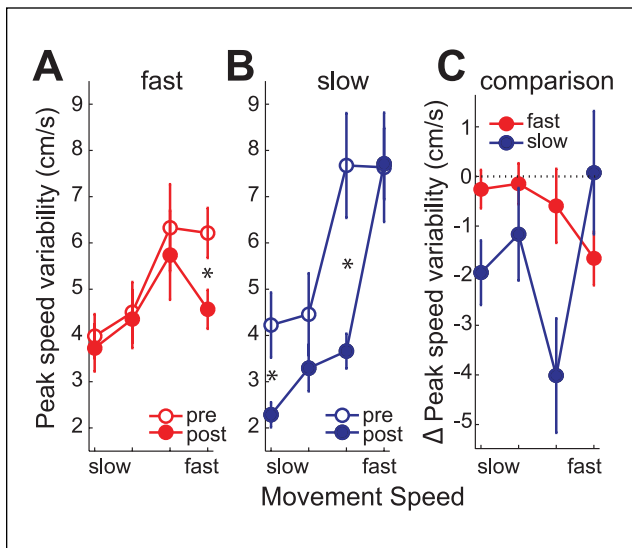 A
fast
B
slow
C
comparison
Peak speed variability (cm/s)
9
8
7
6
5
4
3
2
*
pre
post
slow
fast
9
8
7
6
5
4
3
2
*
*
pre
post
slow
fast
Δ Peak speed variability (cm/s)
1
0
-1
-2
-3
-4
-5
fast
slow
slow
fast
Movement Speed